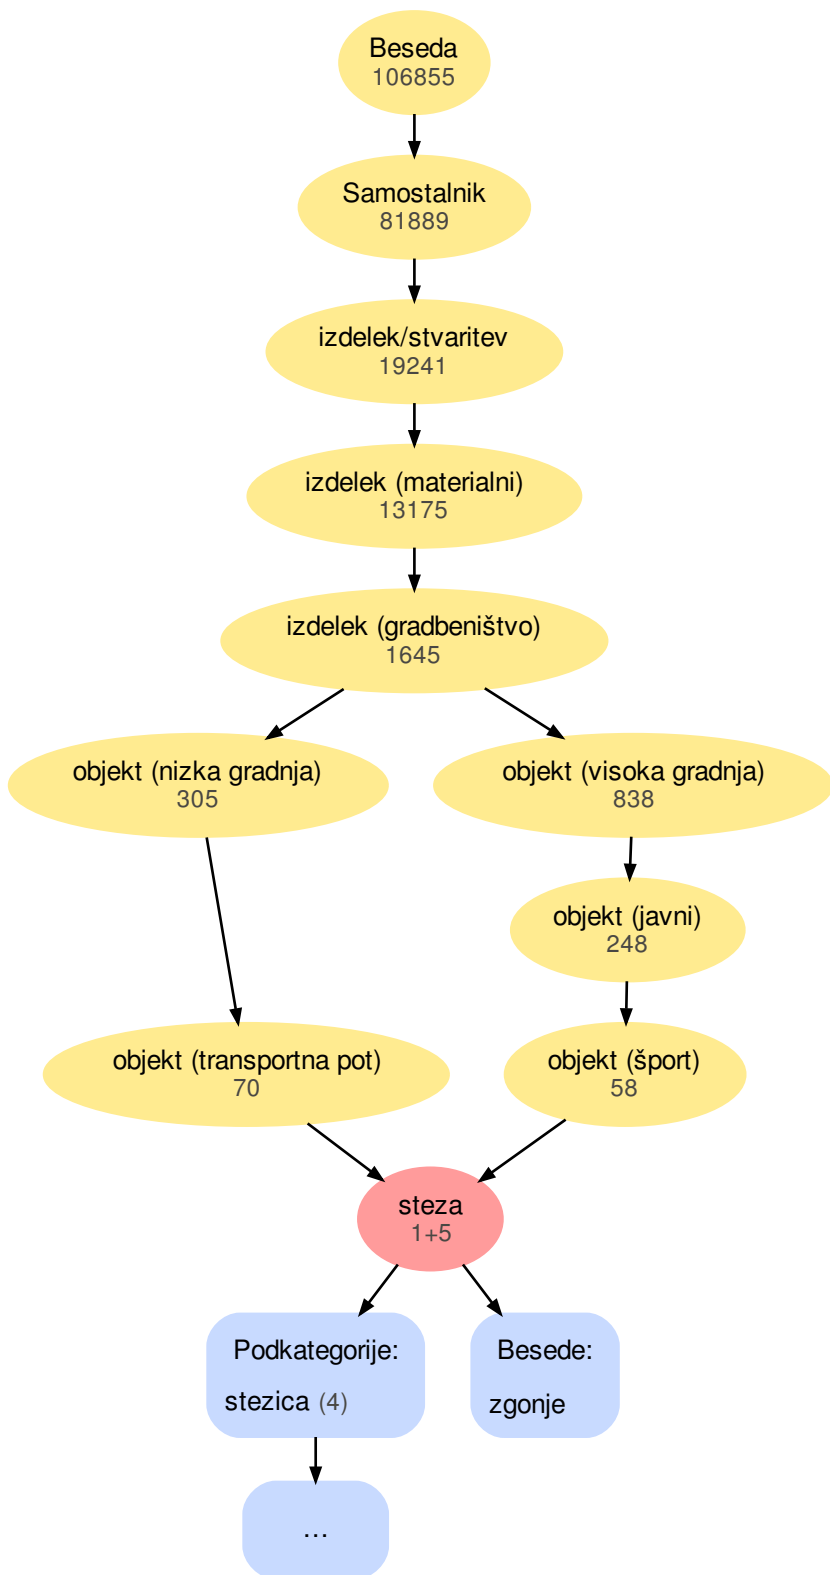 Beseda
106855
Samostalnik
81889
izdelek/stvaritev
19241
izdelek (materialni)
13175
izdelek (gradbeništvo)
1645
objekt (nizka gradnja)
305
objekt (visoka gradnja)
838
objekt (javni)
248
objekt (transportna pot)
70
objekt (šport)
58
steza
1+5
Podkategorije:
stezica (4)
Besede:
zgonje
...